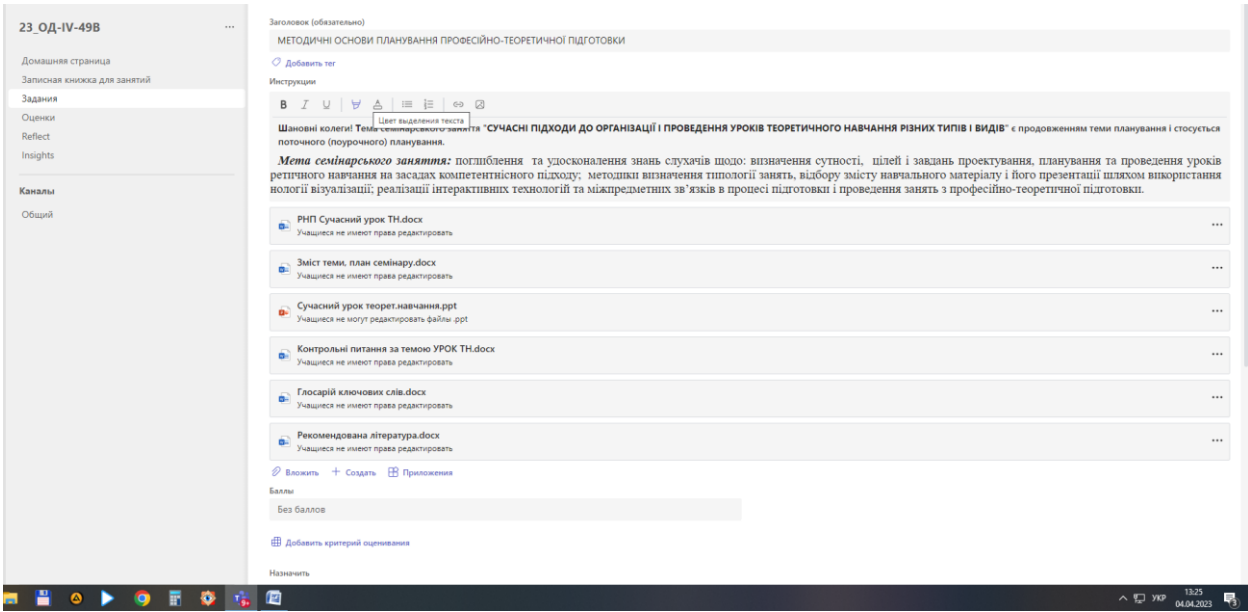 23_ОД-IV-49В
Домашняя страница
Записная книжка для занятий
Задания
Оценки
Reflect
Insights
Каналы
Общий
Заголовок (обязательно)
МЕТОДИЧНІ ОСНОВИ ПЛАНУВАННЯ ПРОФЕСІЙНО-ТЕОРЕТИЧНОЇ ПІДГОТОВКИ
Добавить тег
Инструкции
Цвет выделения текста
Шановні колеги! Тема семінарського заняття "СУЧАСНІ ПІДХОДИ ДО ОРГАНІЗАЦІЇ І ПРОВЕДЕННЯ УРОКІВ ТЕОРЕТИЧНОГО НАВЧАННЯ РІЗНИХ ТИПІВ І ВИДІВ" є продовженням теми планування і стосується
поточного (поурочного) планування.
Мета семінарського заняття: поглиблення та удосконалення знань слухачів щодо: визначення сутності, цілей і завдань проектування, планування та проведення уроків
ретичного навчання на засадах компетентнісного підходу; методики визначення типології занять, відбору змісту навчального матеріалу і його презентації шляхом використання
нології візуалізації; реалізації інтерактивних технологій та міжпредметних зв’язків в процесі підготовки і проведення занять з професійно-теоретичної підготовки.
РНП Сучасний урок ТН.docx
Учащиеся не имеют права редактировать
Зміст теми, план семінару.docx
Учащиеся не имеют права редактировать
Сучасний урок теорет.навчання.ppt
Учащиеся не могут редактировать файлы .ppt
Контрольні питання за темою УРОК ТН.docx
Учащиеся не имеют права редактировать
Глосарій ключових слів.docx
Учащиеся не имеют права редактировать
Рекомендована література.docx
Учащиеся не имеют права редактировать
Вложить Создать Приложения
Баллы
Без баллов
Добавить критерий оценивания
Назначить
УКР
13:25
04.04.2023